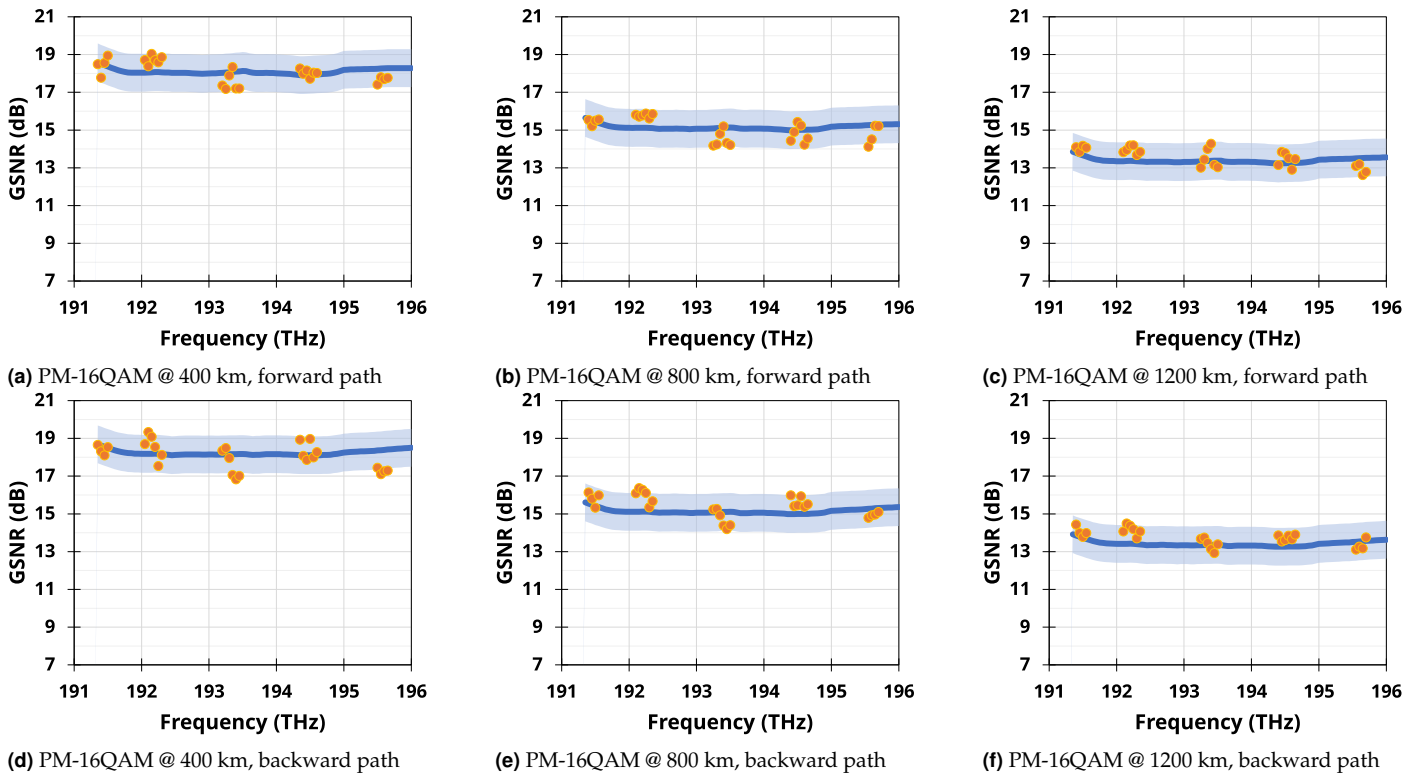 21
19
17
15
13
11
9
7
GSNR (dB)
191 192 193 194 195 196
Frequency (THz)
(a) PM-16QAM @ 400 km, forward path
21
19
17
15
13
11
9
7
GSNR (dB)
191 192 193 194 195 196
Frequency (THz)
(b) PM-16QAM @ 800 km, forward path
21
19
17
15
13
11
9
7
GSNR (dB)
191 192 193 194 195 196
Frequency (THz)
(c) PM-16QAM @ 1200 km, forward path
21
19
17
15
13
11
9
7
GSNR (dB)
191 192 193 194 195 196
Frequency (THz)
(d) PM-16QAM @ 400 km, backward path
21
19
17
15
13
11
9
7
GSNR (dB)
191 192 193 194 195 196
Frequency (THz)
(e) PM-16QAM @ 800 km, backward path
21
19
17
15
13
11
9
7
GSNR (dB)
191 192 193 194 195 196
Frequency (THz)
(f) PM-16QAM @ 1200 km, backward path